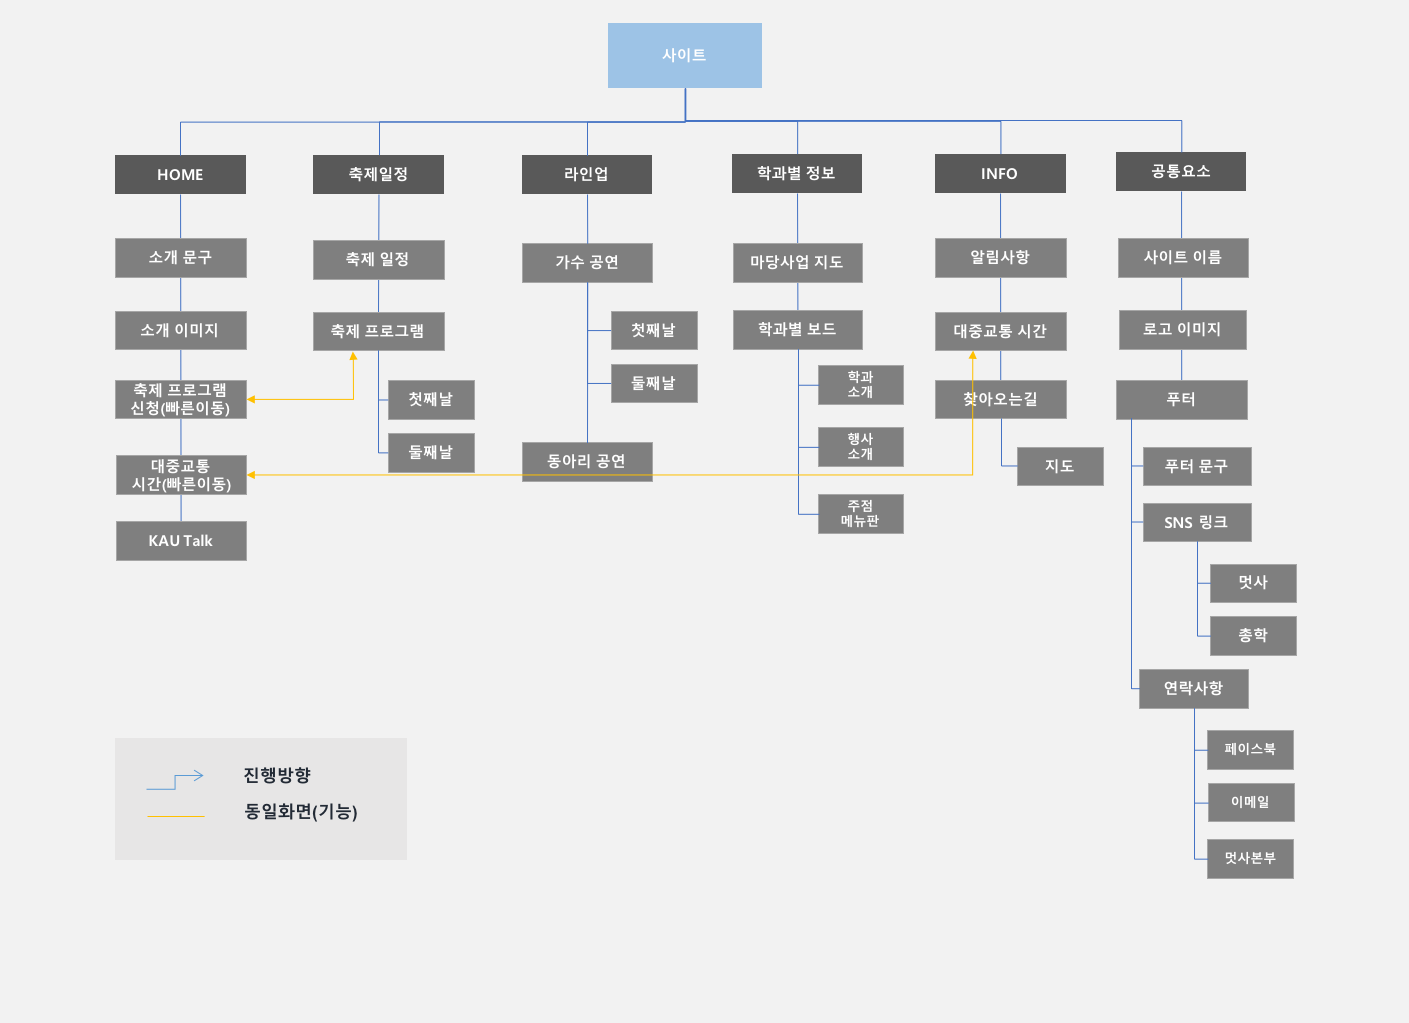 사이트
HOME
소개 문구
소개 이미지
축제 프로그램
신청(빠른이동)
대중교통
시간(빠른이동)
KAU Talk
축제일정
축제 일정
축제 프로그램
첫째날
둘째날
라인업
가수 공연
첫째날
둘째날
동아리 공연
학과별 정보
마당사업 지도
학과별 보드
학과
소개
행사
소개
주점
메뉴판
INFO
알림사항
대중교통 시간
찾아오는길
지도
공통요소
사이트 이름
로고 이미지
푸터
푸터 문구
SNS 링크
멋사
총학
연락사항
페이스북
이메일
멋사본부
진행방향
동일화면(기능)